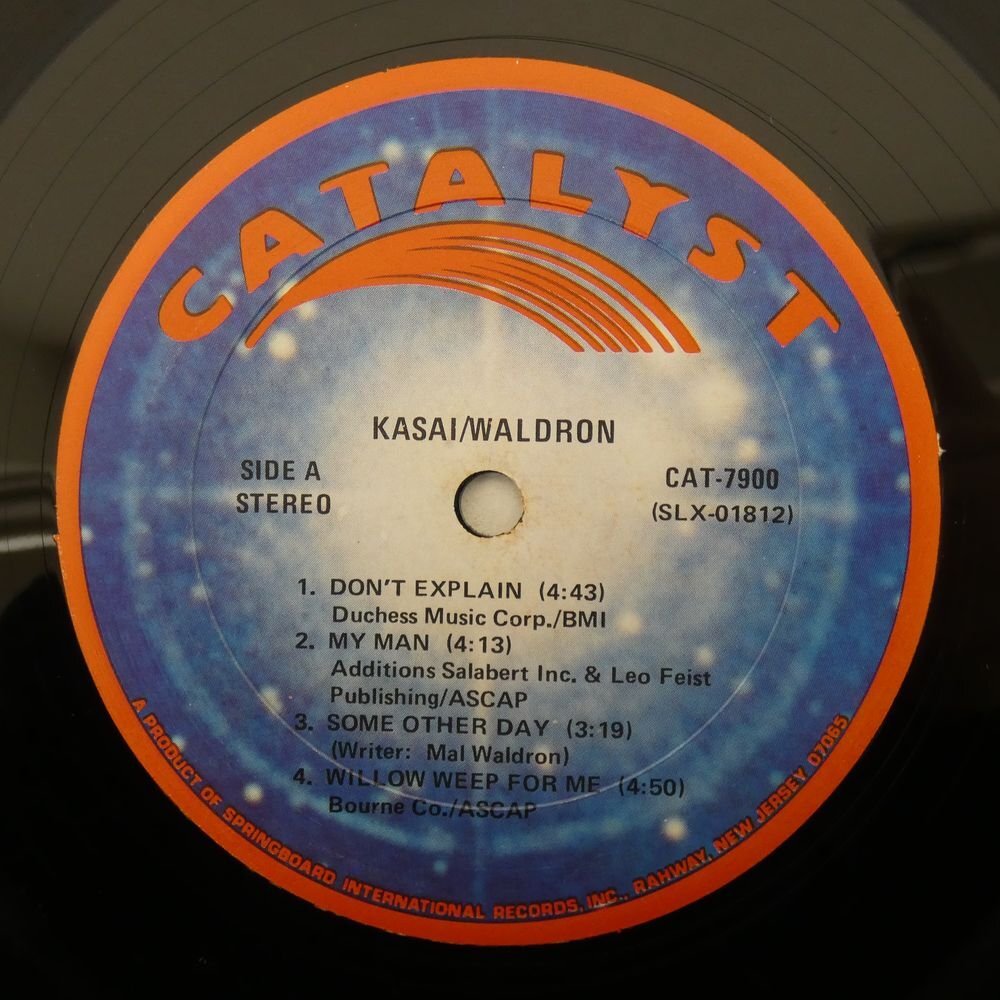 CATALYST
KASAI/WALDRON
SIDE A
STEREO
CAT-7900
(SLX-01812)
1. DON'T EXPLAIN (4:43)
Duchess Music Corp./BMI
2. MY MAN (4:13)
Additions Salabert Inc. & Leo Feist
Publishing/ASCAP
3. SOME OTHER DAY (3:19)
(Writer: Mal Waldron)
4. WILLOW WEEP FOR ME (4:50)
Bourne Co./ASCAP
A PRODUCT OF SPRINGBOARD INTERNATIONAL RECORDS, INC., RAHWAY, NEW JERSEY 07065